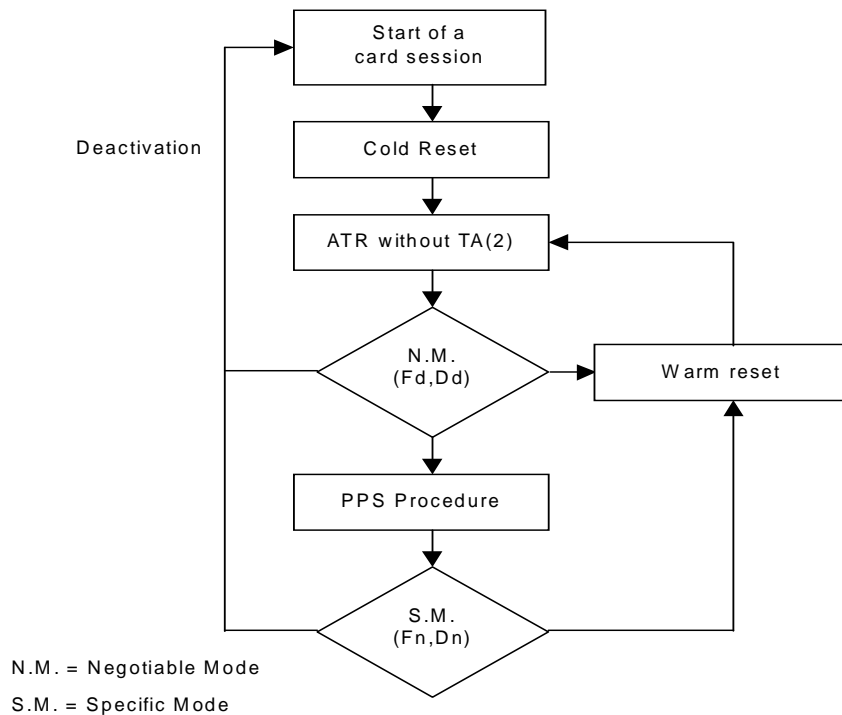 Start of a
card session
Deactivation
Cold Reset
ATR without TA(2)
N.M.
(Fd,Dd)
Warm reset
PPS Procedure
S.M.
(Fn,Dn)
N.M. = Negotiable Mode
S.M. = Specific Mode